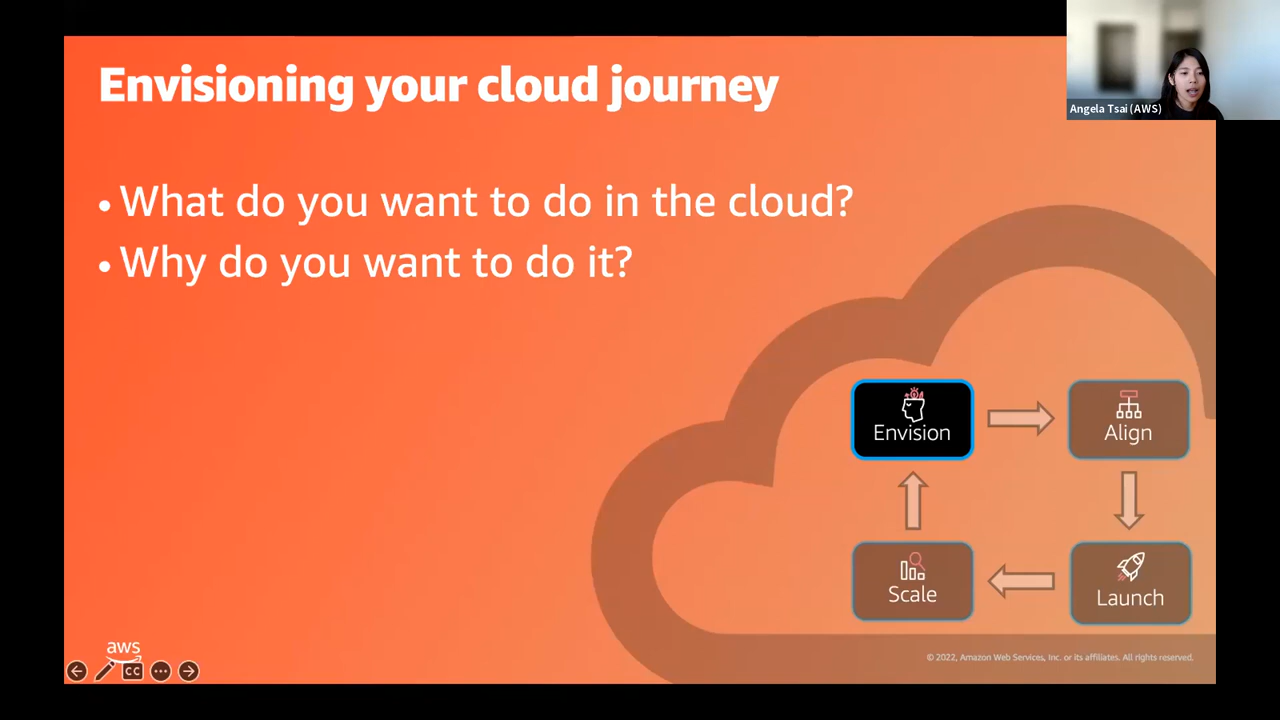 Envisioning your cloud journey
Angela Tsai (AWS)
• What do you want to do in the cloud?
• Why do you want to do it?
Envision
Align
Scale
Launch
aws
CC
© 2022, Amazon Web Services, Inc. or its affiliates. All rights reserved.